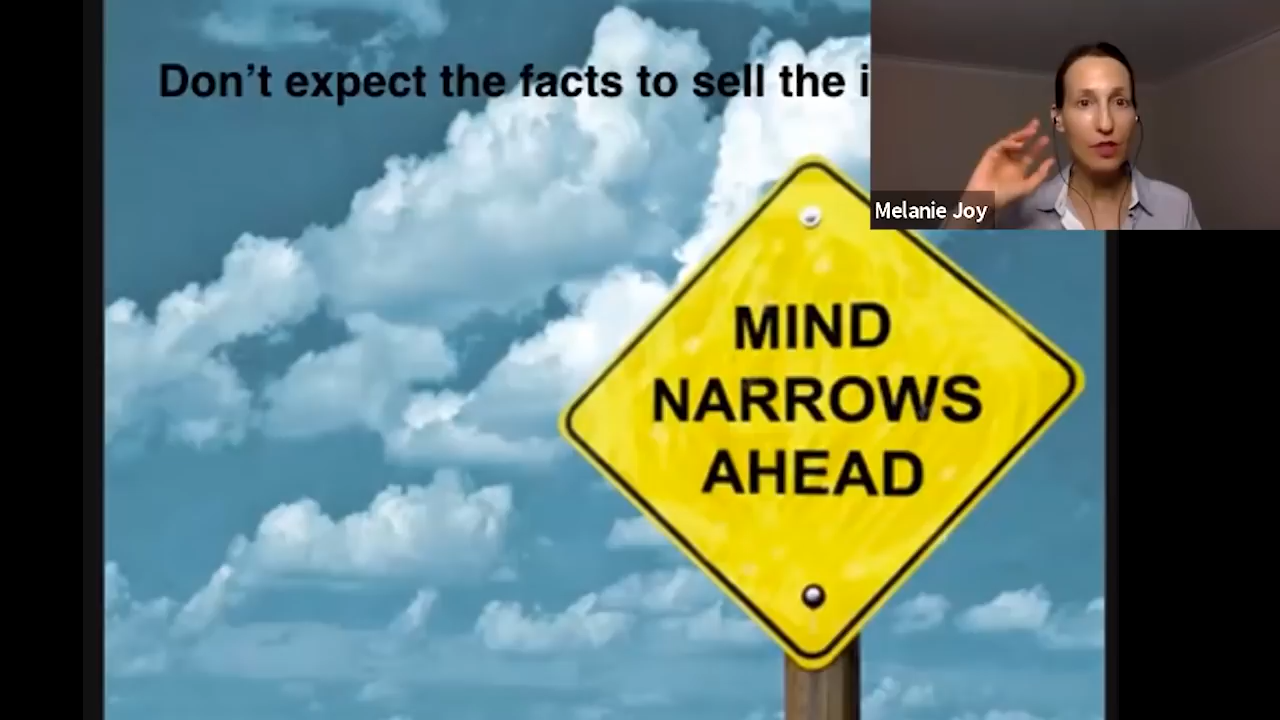 Don't expect the facts to sell the
Melanie Joy
MIND
NARROWS
AHEAD